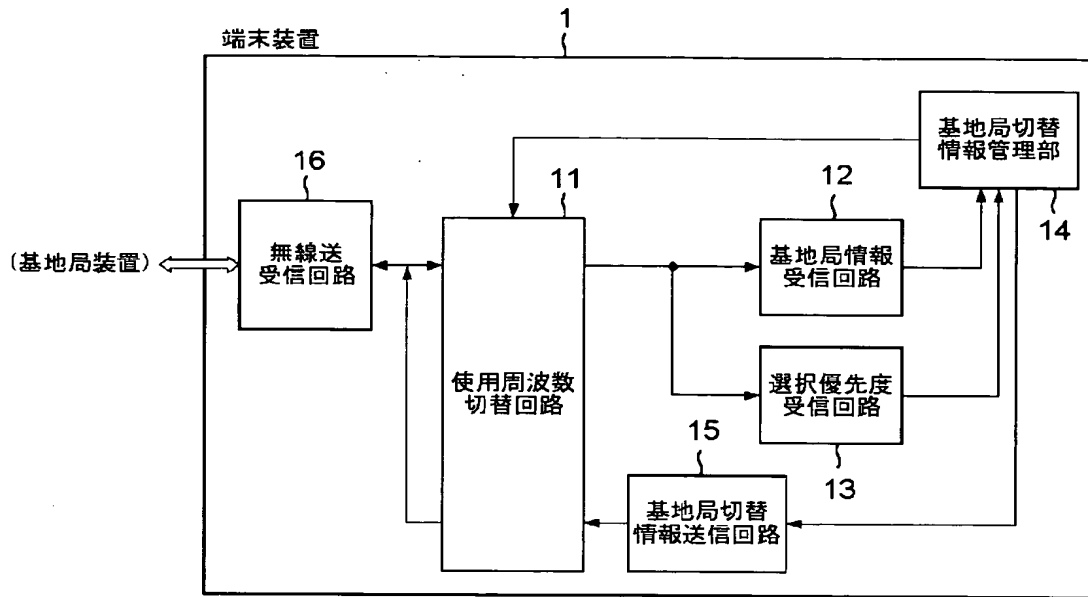 端末装置
1
基地局切替
情報管理部
14
16
無線送
受信回路
(基地局装置)
11
使用周波数
切替回路
12
基地局情報
受信回路
選択優先度
受信回路
13
15
基地局切替
情報送信回路